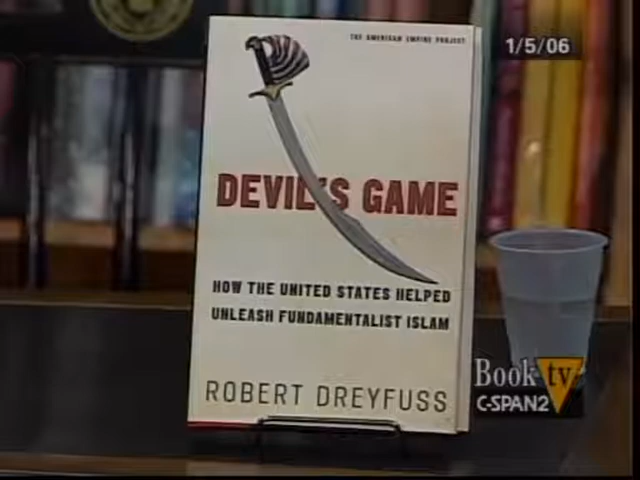 THE AMERICAN EMPIRE PROJECT
1/5/06
DEVIL'S GAME
HOW THE UNITED STATES HELPED
UNLEASH FUNDAMENTALIST ISLAM
ROBERT DREYFUSS
Book tv
C-SPAN2